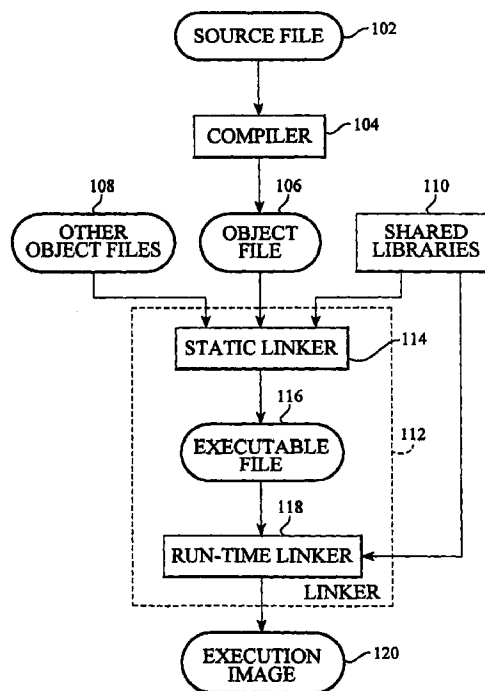 SOURCE FILE
102
COMPILER
104
108
106
110
OTHER
OBJECT FILES
OBJECT
FILE
SHARED
LIBRARIES
STATIC LINKER
114
116
EXECUTABLE
FILE
112
118
RUN-TIME LINKER
LINKER
EXECUTION
IMAGE
120